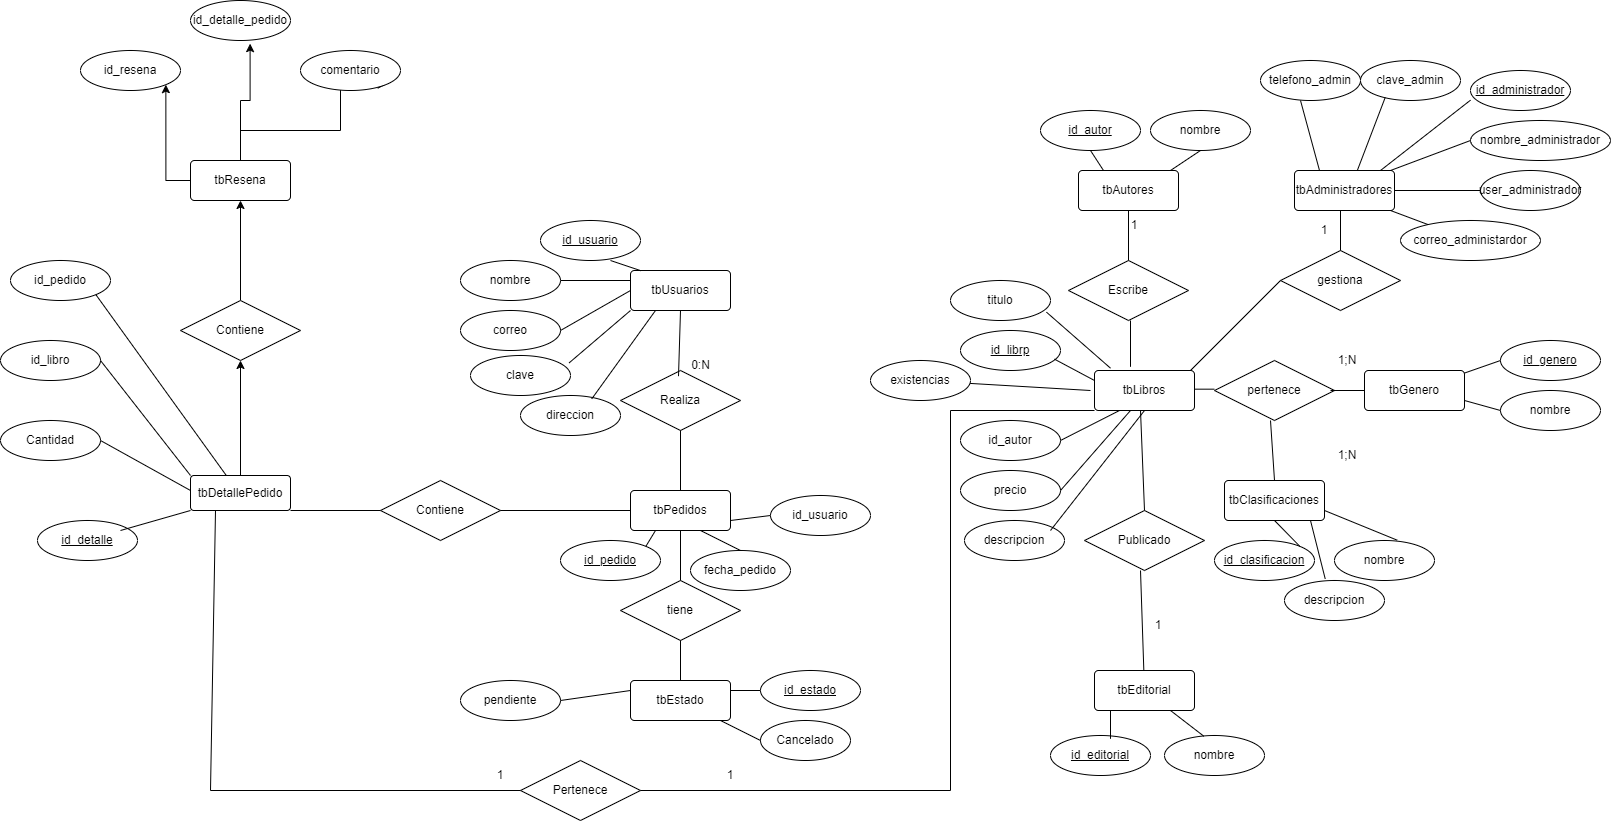 id_detalle_pedido
id_resena
comentario
tbResena
Contiene
id_pedido
id_libro
Cantidad
tbDetallePedido
id_detalle
Contiene
id_usuario
nombre
correo
clave
direccion
tbUsuarios
0:N
Realiza
tbPedidos
id_usuario
id_pedido
fecha_pedido
tiene
tbEstado
pendiente
id_estado
Cancelado
1
Pertenece
1
id_autor
nombre
tbAutores
1
Escribe
telefono_admin
clave_admin
id_administrador
nombre_administrador
user_administrador
correo_administardor
tbAdministradores
1
gestiona
titulo
id_librp
existencias
tbLibros
id_autor
precio
descripcion
pertenece
1;N
tbGenero
id_genero
nombre
1;N
tbClasificaciones
id_clasificacion
nombre
descripcion
Publicado
1
tbEditorial
id_editorial
nombre